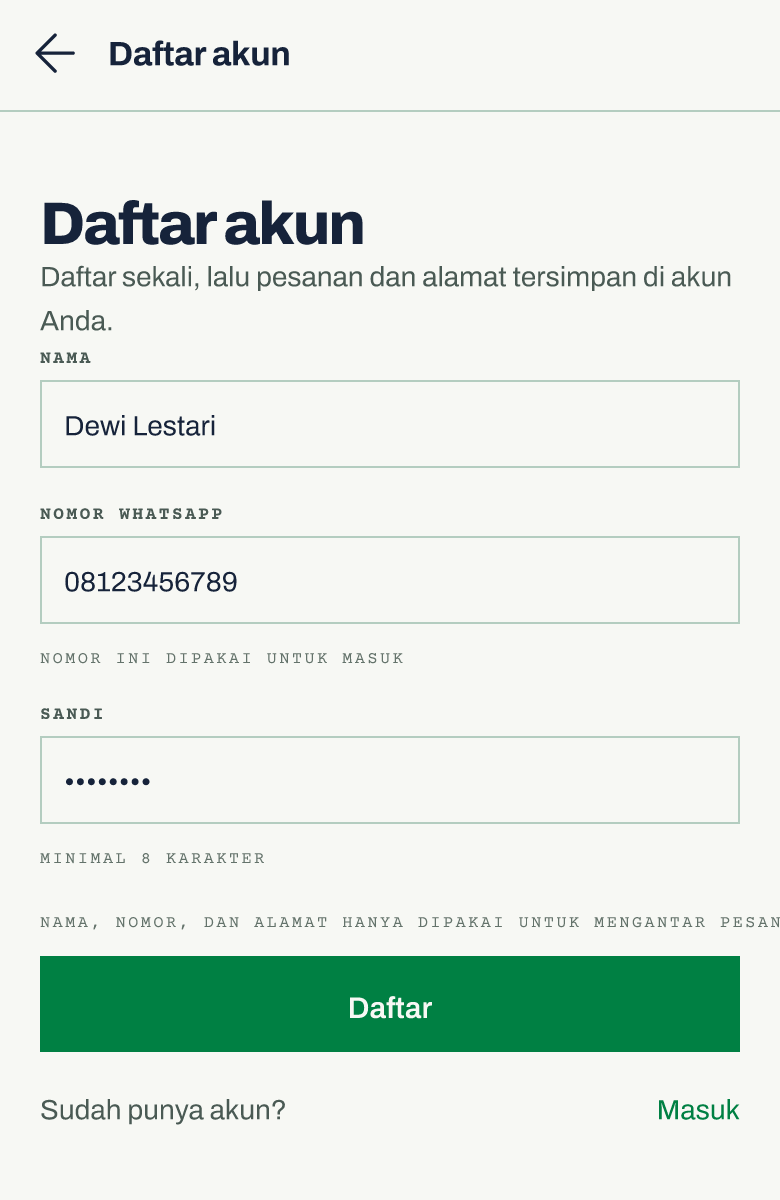 Daftar akun
Daftar akun
Daftar sekali, lalu pesanan dan alamat tersimpan di akun
Anda.
NAMA
Dewi Lestari
NOMOR WHATSAPP
08123456789
NOMOR INI DIPAKAI UNTUK MASUK
SANDI
••••••••
MINIMAL 8 KARAKTER
NAMA, NOMOR, DAN ALAMAT HANYA DIPAKAI UNTUK MENGANTAR
Daftar
Sudah punya akun?
Masuk